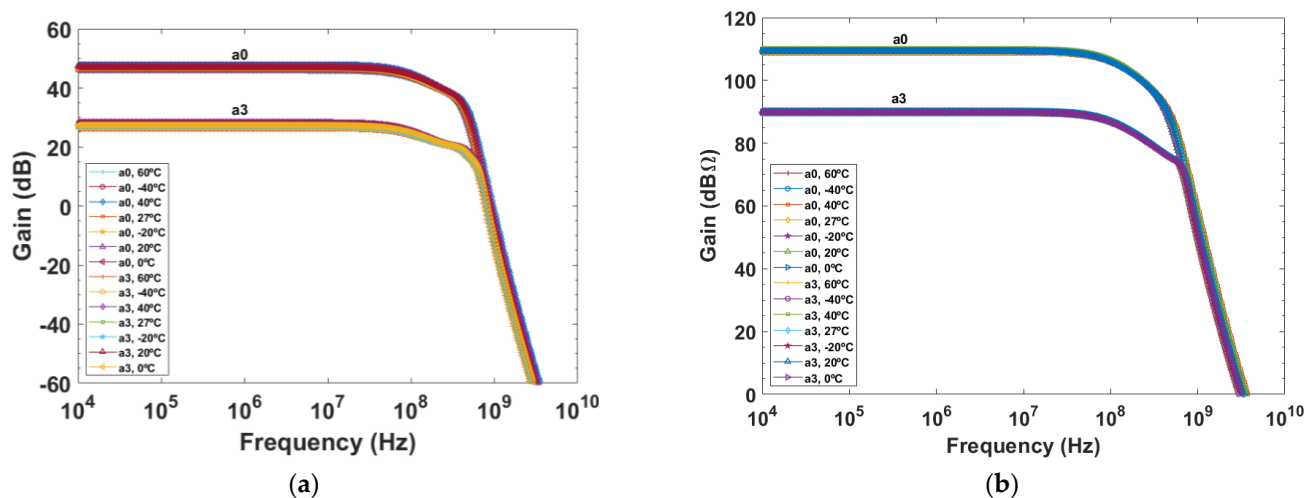 60
40
20
0
-20
-40
-60
Gain (dB)
a0
a3
a0, 60ºC
a0, -40ºC
a0, 40ºC
a0, 27ºC
a0, -20ºC
a0, 20ºC
a0, 0ºC
a3, 60ºC
a3, -40ºC
a3, 40ºC
a3, 27ºC
a3, -20ºC
a3, 20ºC
a3, 0ºC
10^4 10^5 10^6 10^7 10^8 10^9 10^10
Frequency (Hz)
(a)
120
100
80
60
40
20
0
Gain (dBΩ)
a0
a3
a0, 60ºC
a0, -40ºC
a0, 40ºC
a0, 27ºC
a0, -20ºC
a0, 20ºC
a0, 0ºC
a3, 60ºC
a3, -40ºC
a3, 40ºC
a3, 27ºC
a3, -20ºC
a3, 20ºC
a3, 0ºC
10^4 10^5 10^6 10^7 10^8 10^9 10^10
Frequency (Hz)
(b)